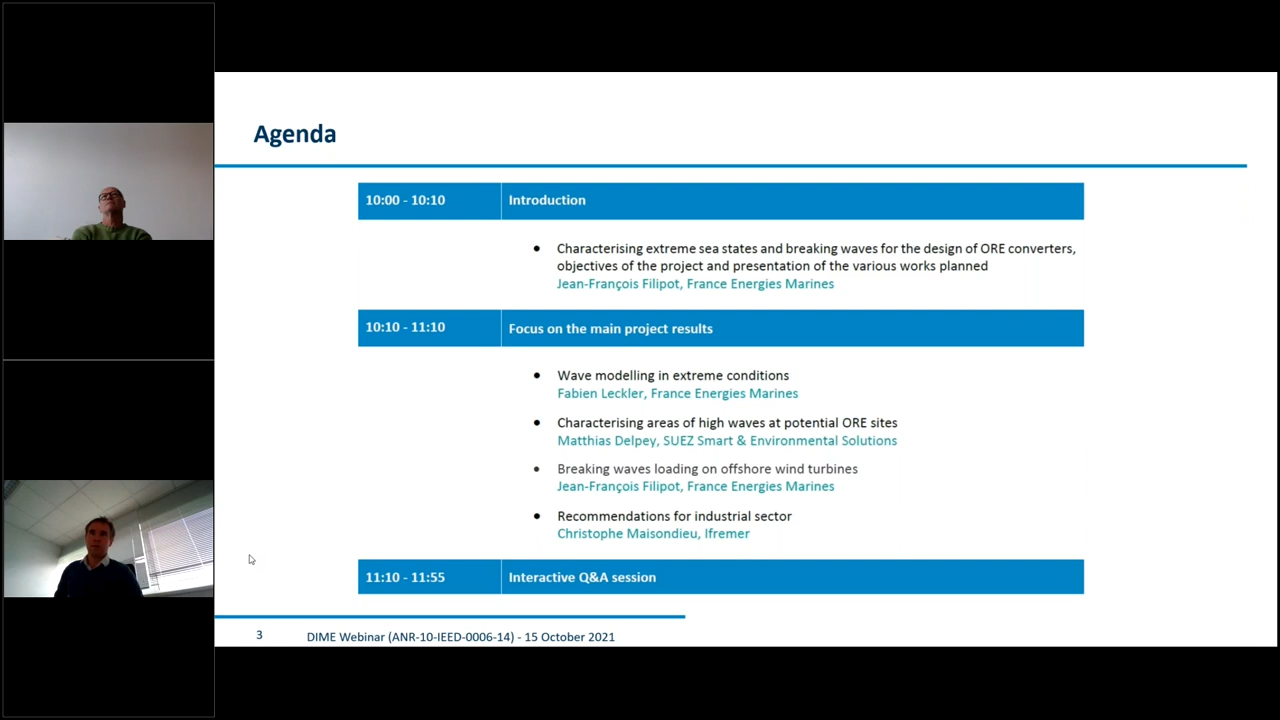 Agenda
10:00 - 10:10 Introduction
• Characterising extreme sea states and breaking waves for the design of ORE converters,
objectives of the project and presentation of the various works planned
Jean-François Filipot, France Energies Marines
10:10 - 11:10 Focus on the main project results
• Wave modelling in extreme conditions
Fabien Leckler, France Energies Marines
• Characterising areas of high waves at potential ORE sites
Matthias Delpey, SUEZ Smart & Environmental Solutions
• Breaking waves loading on offshore wind turbines
Jean-François Filipot, France Energies Marines
• Recommendations for industrial sector
Christophe Maisondieu, Ifremer
11:10 - 11:55 Interactive Q&A session
3 DIME Webinar (ANR-10-IEED-0006-14) - 15 October 2021